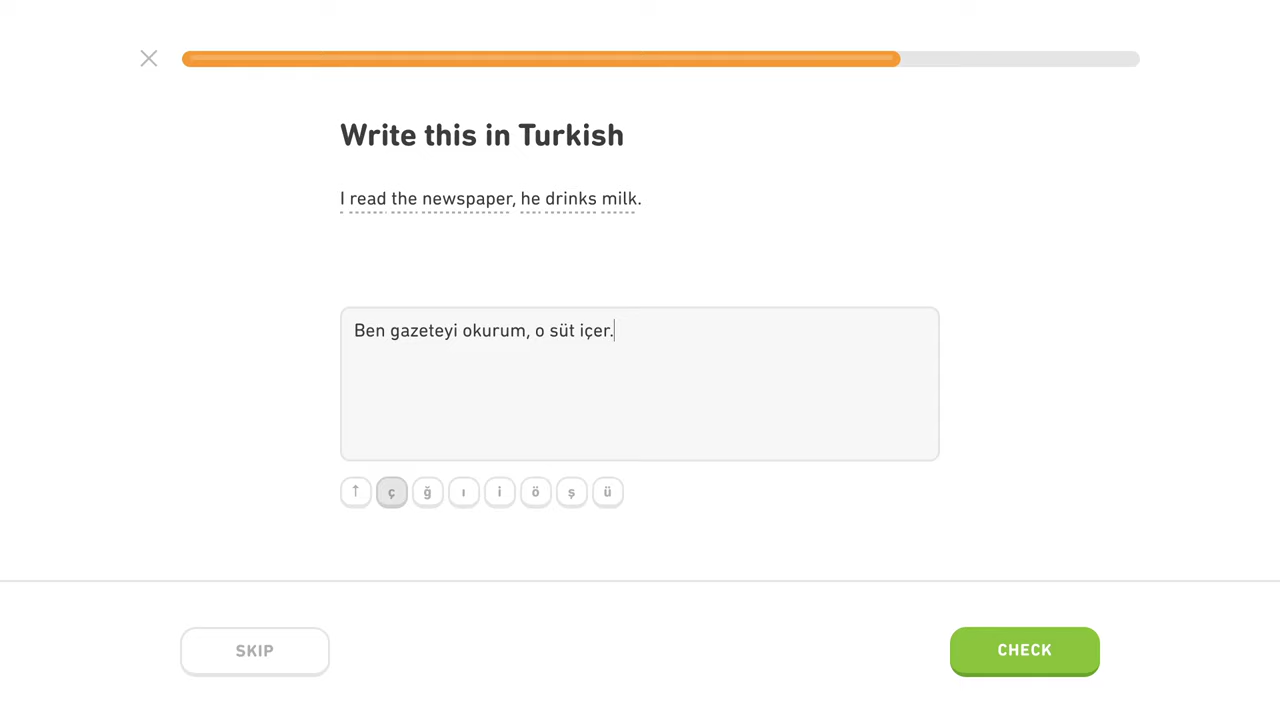 Write this in Turkish
I read the newspaper, he drinks milk.
Ben gazeteyi okurum, o süt içer.
↑ ç ğ ı i ö ş ü
SKIP
CHECK